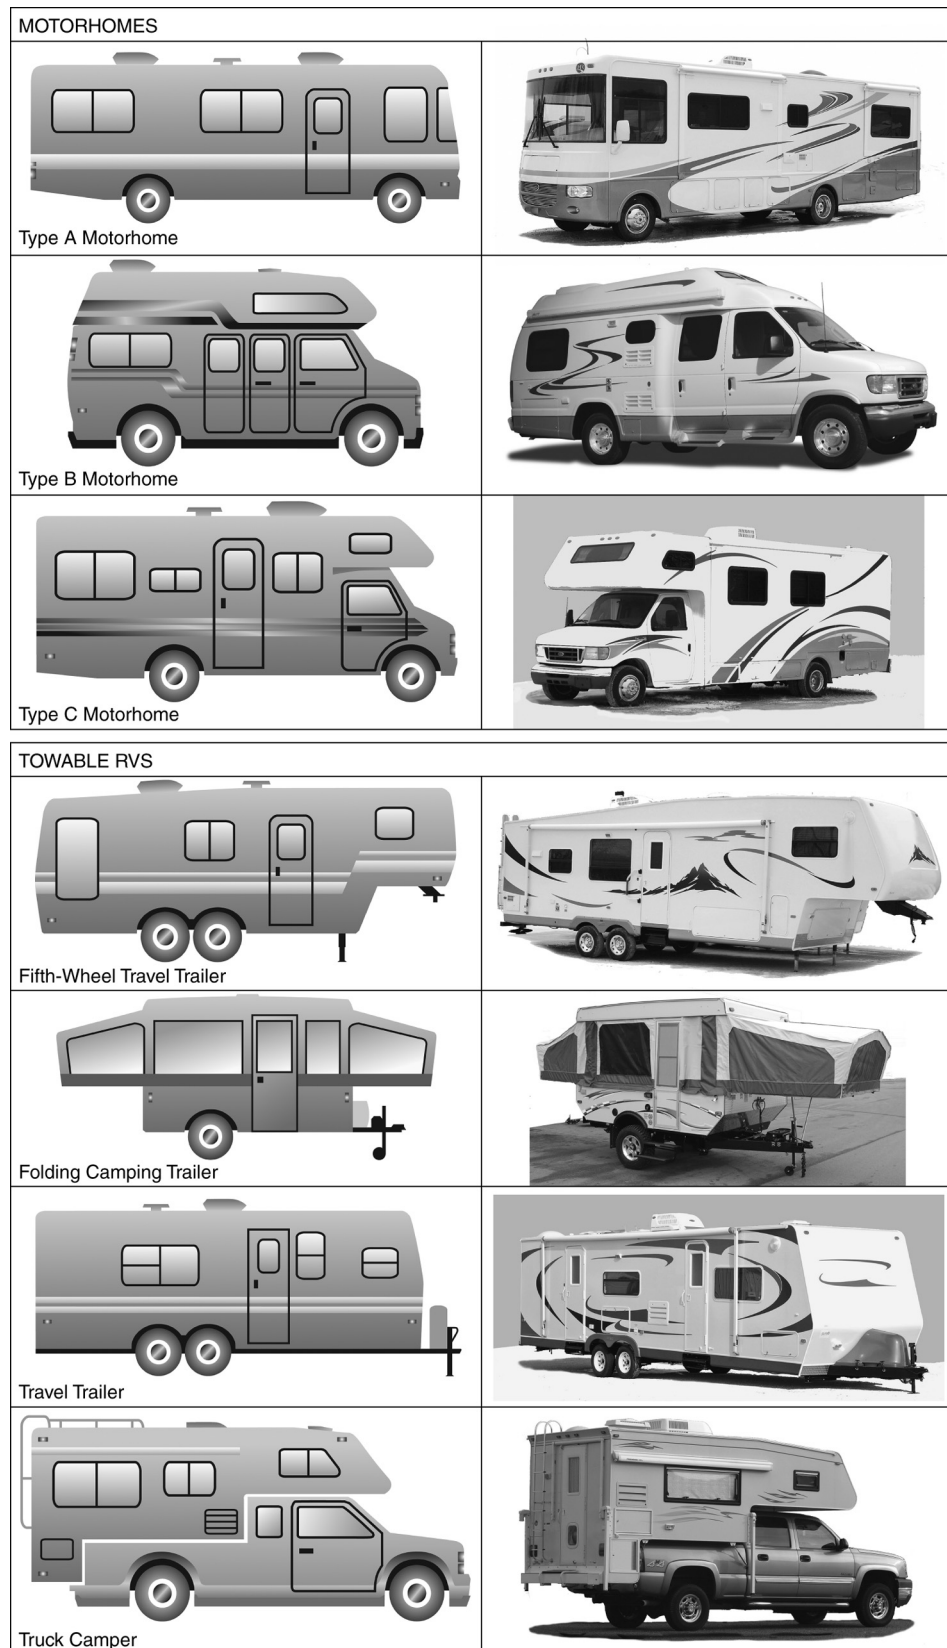 MOTORHOMES
Type A Motorhome
Type B Motorhome
Type C Motorhome
TOWABLE RVS
Fifth-Wheel Travel Trailer
Folding Camping Trailer
Travel Trailer
Truck Camper